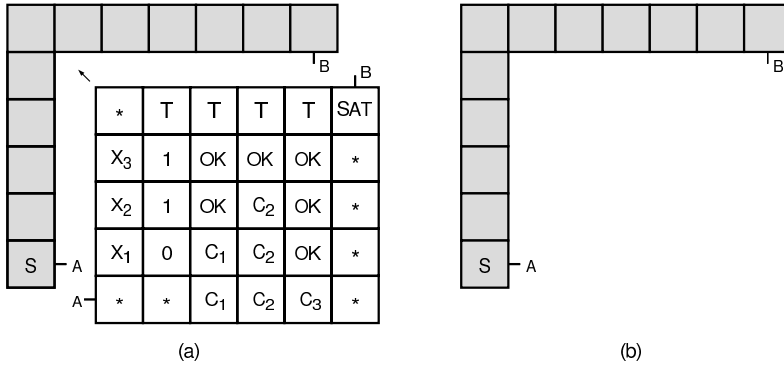 B
B
B
* T T T T SAT
X3 1 OK OK OK *
X2 1 OK C2 OK *
X1 0 C1 C2 OK *
S A
S A
A * * C1 C2 C3 *
(a)
(b)